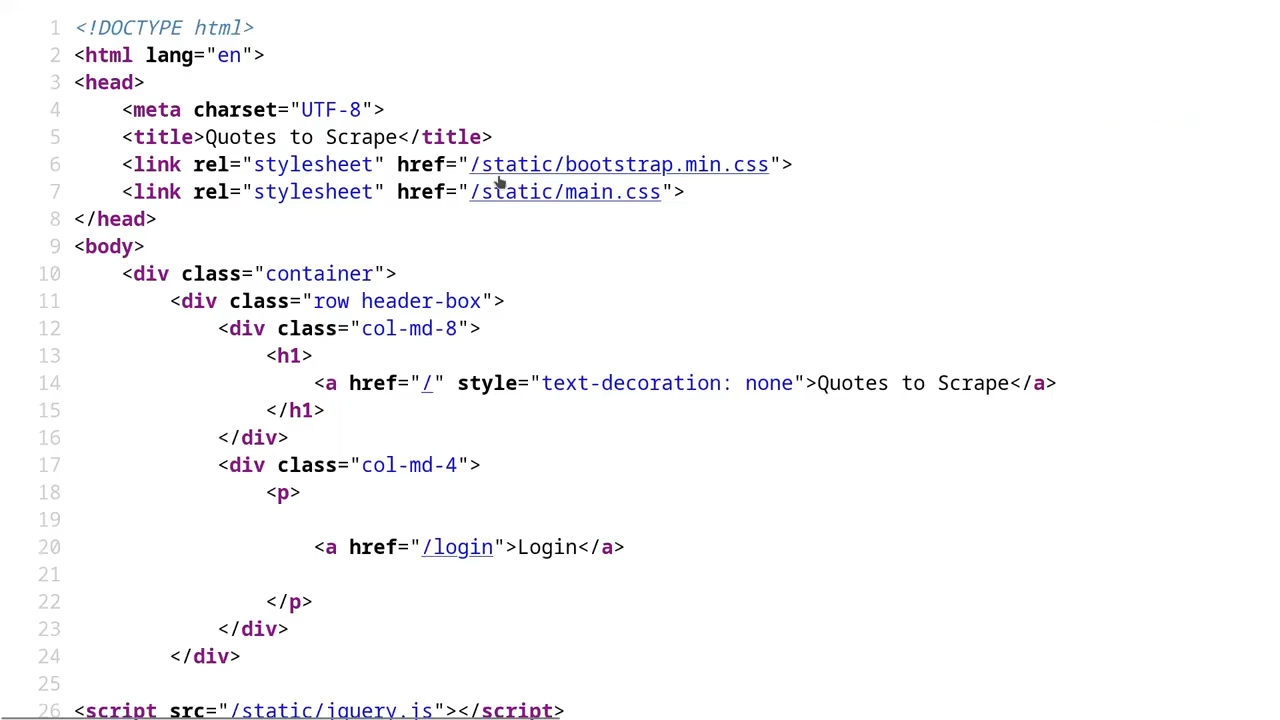 1 <!DOCTYPE html>
2 <html lang="en">
3 <head>
4     <meta charset="UTF-8">
5     <title>Quotes to Scrape</title>
6     <link rel="stylesheet" href="/static/bootstrap.min.css">
7     <link rel="stylesheet" href="/static/main.css">
8 </head>
9 <body>
10     <div class="container">
11         <div class="row header-box">
12             <div class="col-md-8">
13                 <h1>
14                     <a href="/" style="text-decoration: none">Quotes to Scrape</a>
15                 </h1>
16             </div>
17             <div class="col-md-4">
18                 <p>
19
20                     <a href="/login">Login</a>
21
22                 </p>
23             </div>
24         </div>
25
26 <script src="/static/jquery.js"></script>